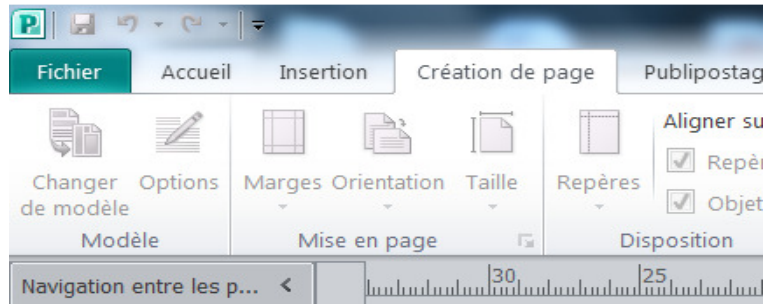 P
Fichier Accueil Insertion Création de page Publipostag
Changer de modèle Options
Modèle
Marges Orientation Taille
Mise en page
Repères
Aligner su
Repèr
Objet
Disposition
Navigation entre les p... <
30 25